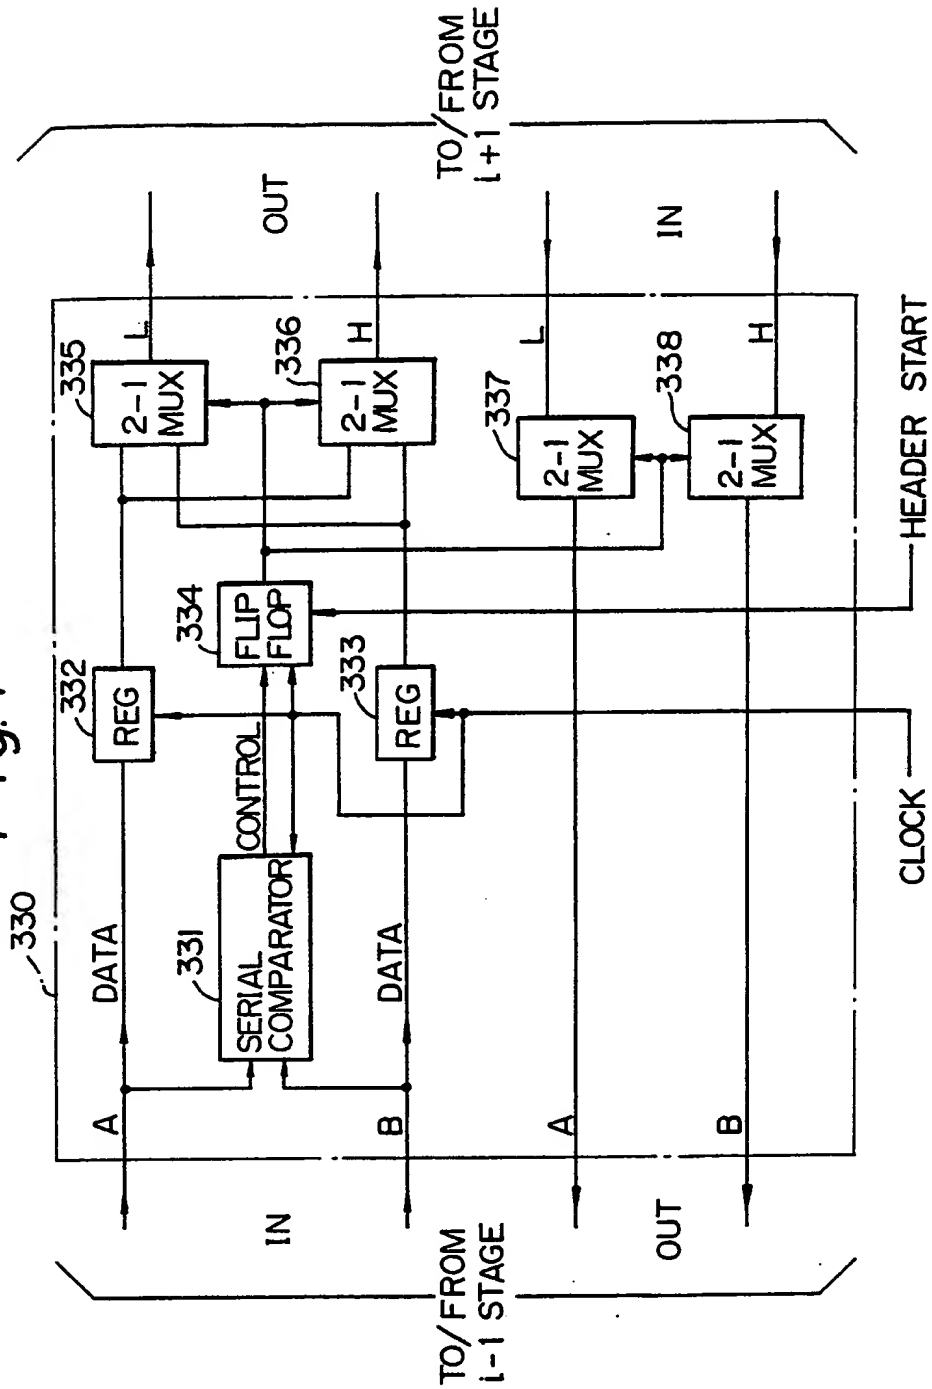 330
A
DATA
332
REG
335
2-1
MUX
L
331
SERIAL
COMPARATOR
CONTROL
334
FLIP
FLOP
336
2-1
MUX
H
OUT
IN
B
DATA
333
REG
TO/FROM
i-1 STAGE
TO/FROM
i+1 STAGE
A
337
2-1
MUX
L
IN
OUT
B
338
2-1
MUX
H
CLOCK
HEADER START